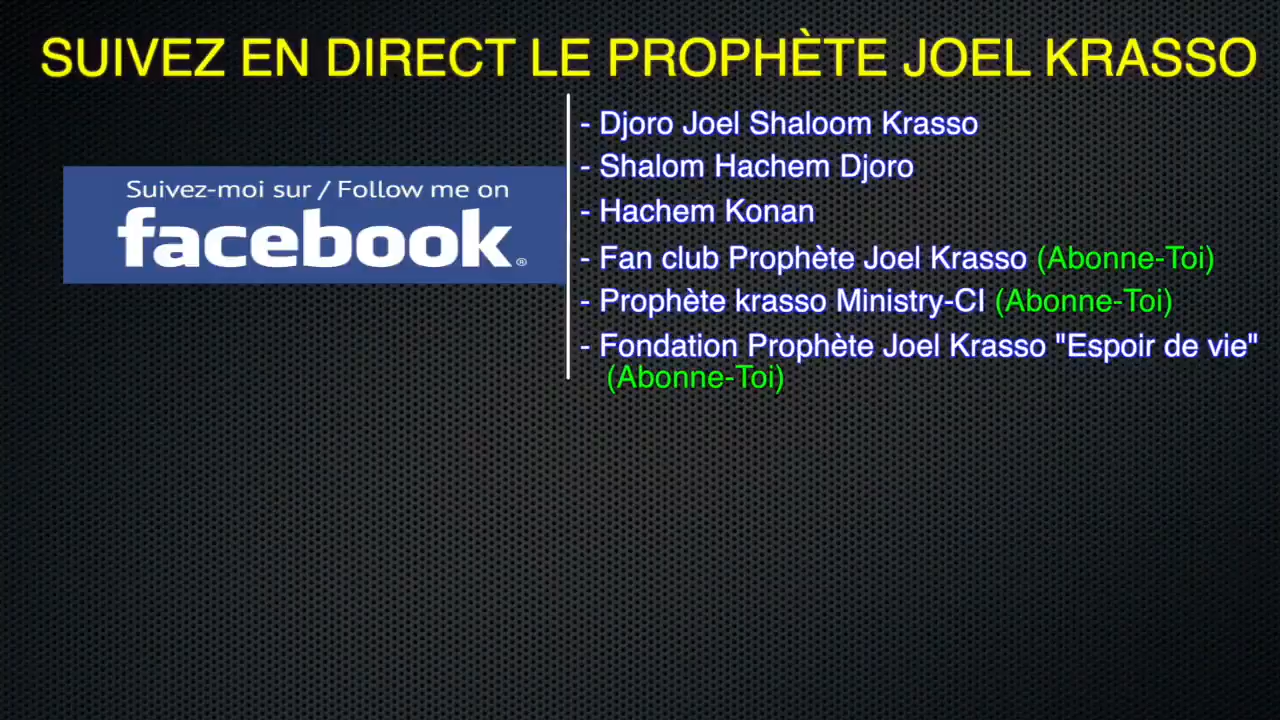 SUIVEZ EN DIRECT LE PROPHÈTE JOEL KRASSO
Suivez-moi sur / Follow me on
facebook®
- Djoro Joel Shaloom Krasso
- Shalom Hachem Djoro
- Hachem Konan
- Fan club Prophète Joel Krasso (Abonne-Toi)
- Prophète krasso Ministry-CI (Abonne-Toi)
- Fondation Prophète Joel Krasso "Espoir de vie"
(Abonne-Toi)